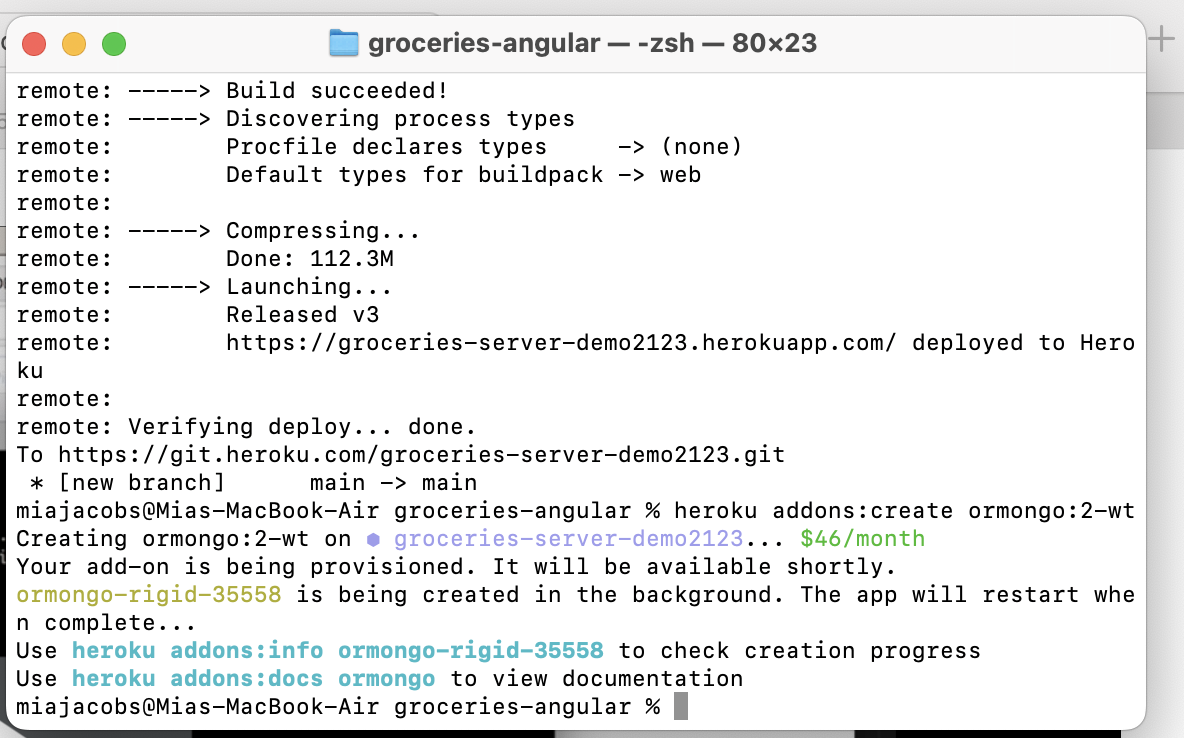 groceries-angular — -zsh — 80×23
remote: -----> Build succeeded!
remote: -----> Discovering process types
remote:        Procfile declares types     -> (none)
remote:        Default types for buildpack -> web
remote:
remote: -----> Compressing...
remote:        Done: 112.3M
remote: -----> Launching...
remote:        Released v3
remote:        https://groceries-server-demo2123.herokuapp.com/ deployed to Hero
ku
remote:
remote: Verifying deploy... done.
To https://git.heroku.com/groceries-server-demo2123.git
 * [new branch]      main -> main
miajacobs@Mias-MacBook-Air groceries-angular % heroku addons:create ormongo:2-wt
Creating ormongo:2-wt on ⬢ groceries-server-demo2123... $46/month
Your add-on is being provisioned. It will be available shortly.
ormongo-rigid-35558 is being created in the background. The app will restart whe
n complete...
Use heroku addons:info ormongo-rigid-35558 to check creation progress
Use heroku addons:docs ormongo to view documentation
miajacobs@Mias-MacBook-Air groceries-angular %